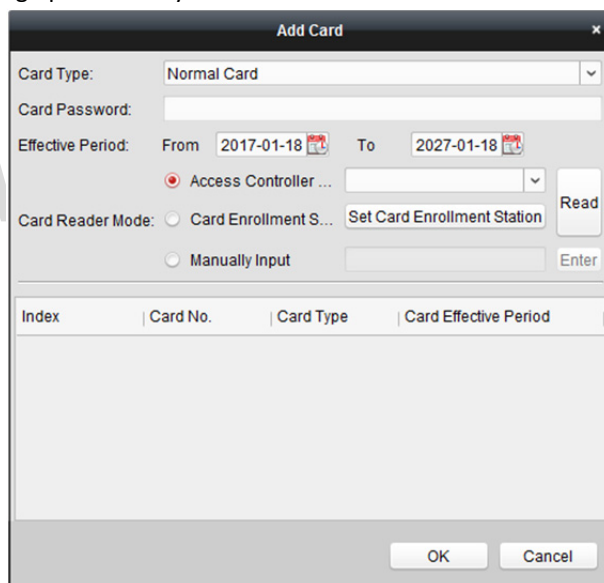 Add Card ×
Card Type: Normal Card
Card Password:
Effective Period: From 2017-01-18 To 2027-01-18
Access Controller ...
Read
Card Reader Mode: Card Enrollment S... Set Card Enrollment Station
Manually Input Enter
Index Card No. Card Type Card Effective Period
OK Cancel